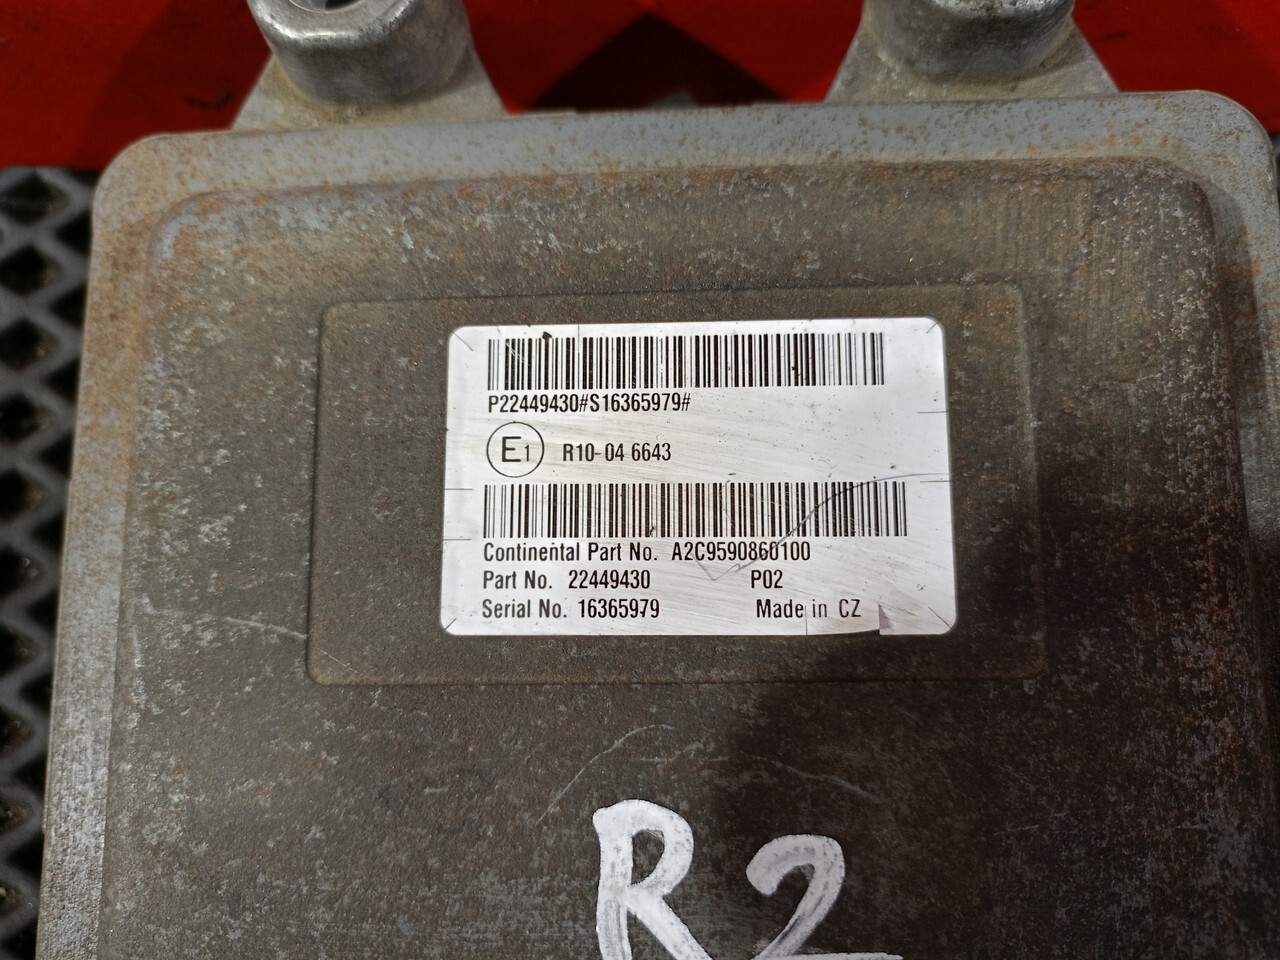 P22449430#S16365979#
E1 R10-04 6643
Continental Part No. A2C9590860100
Part No. 22449430 P02
Serial No. 16365979 Made in CZ
R2